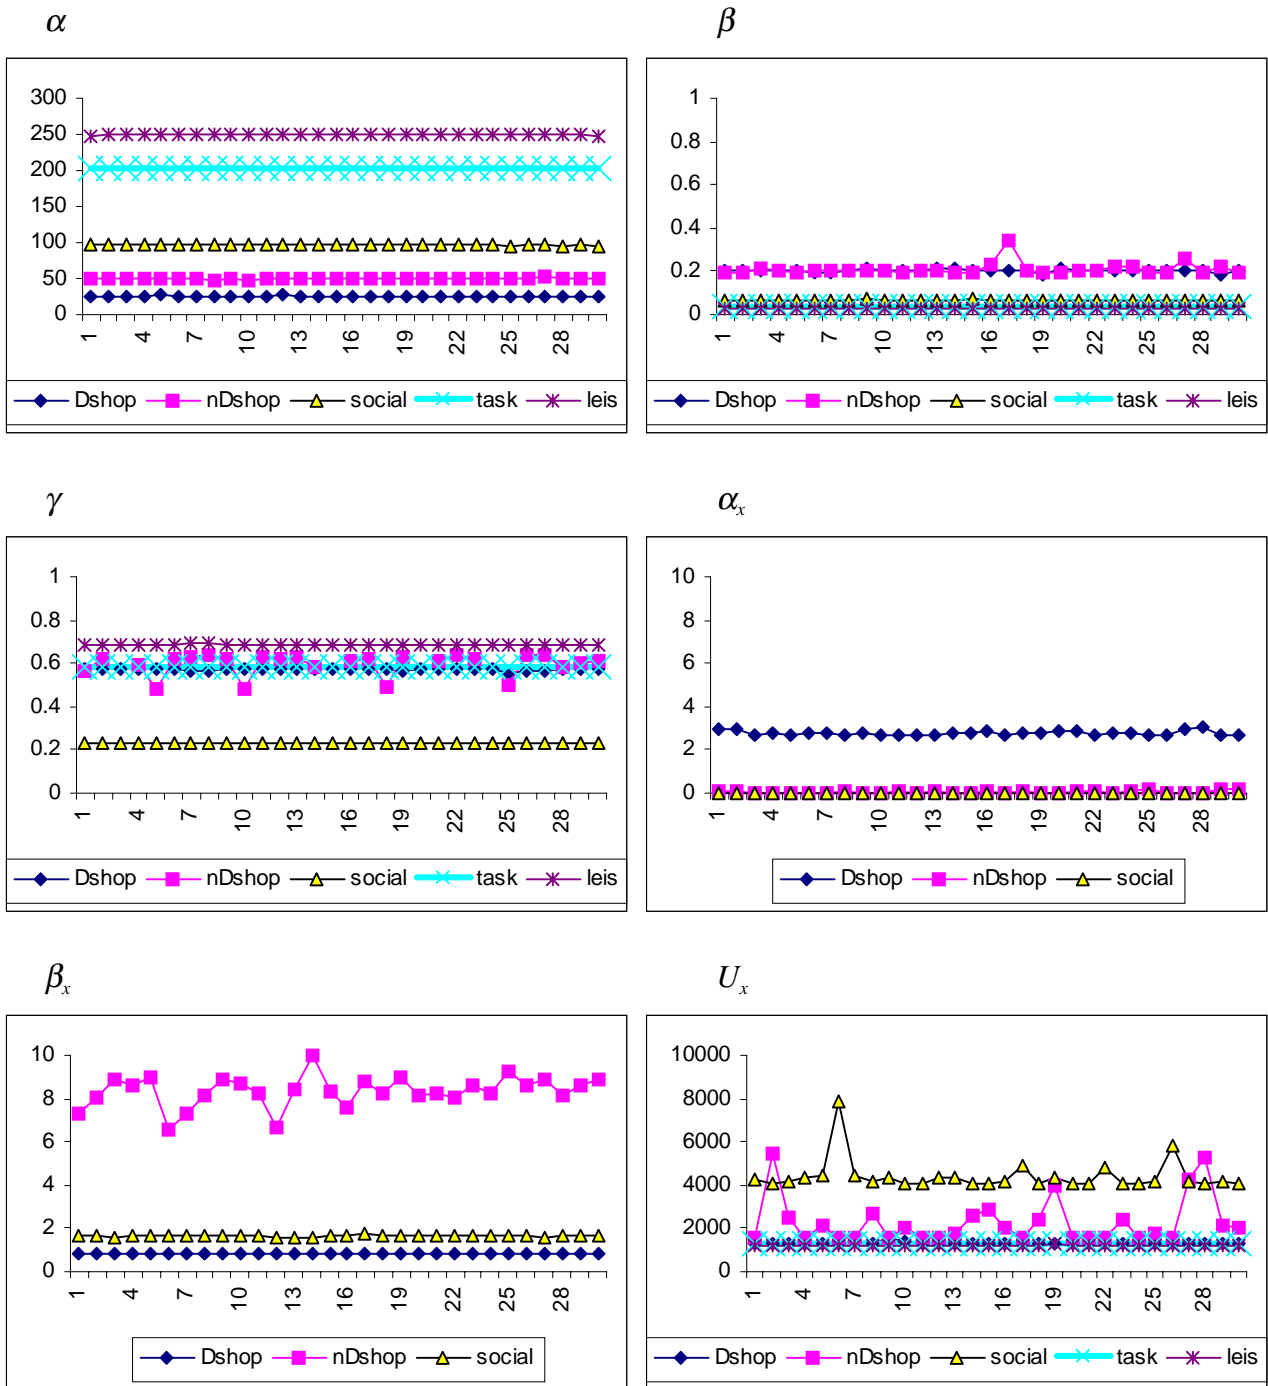 α β
300
250
200
150
100
50
0
1 4 7 10 13 16 19 22 25 28
Dshop nDshop social task leis
1
0.8
0.6
0.4
0.2
0
1 4 7 10 13 16 19 22 25 28
Dshop nDshop social task leis
γ αx
1
0.8
0.6
0.4
0.2
0
1 4 7 10 13 16 19 22 25 28
Dshop nDshop social task leis
10
8
6
4
2
0
1 4 7 10 13 16 19 22 25 28
Dshop nDshop social
βx Ux
10
8
6
4
2
0
1 4 7 10 13 16 19 22 25 28
Dshop nDshop social
10000
8000
6000
4000
2000
0
1 4 7 10 13 16 19 22 25 28
Dshop nDshop social task leis